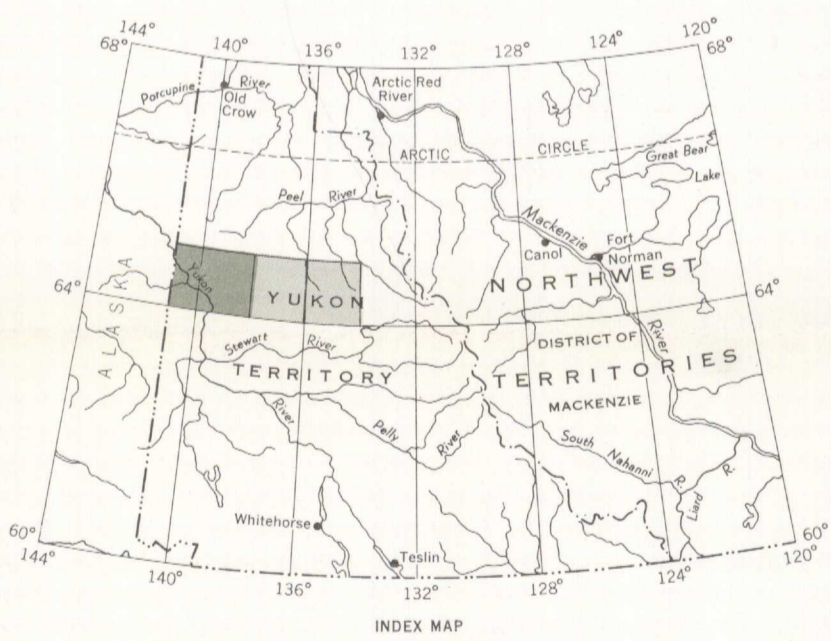 144°
140°
136°
132°
128°
124°
120°
68°
68°
Porcupine River
Old
Crow
Arctic Red
River
ARCTIC CIRCLE
Great Bear
Lake
Peel River
Mackenzie
Canol
Fort
Norman
Yukon
64°
YUKON
NORTHWEST
64°
ALASKA
Stewart River
DISTRICT OF
River
TERRITORY
TERRITORIES
MACKENZIE
River
Pelly River
South Nahanni R.
Liard R.
Whitehorse
Teslin
60°
60°
144°
140°
136°
132°
128°
124°
120°
INDEX MAP